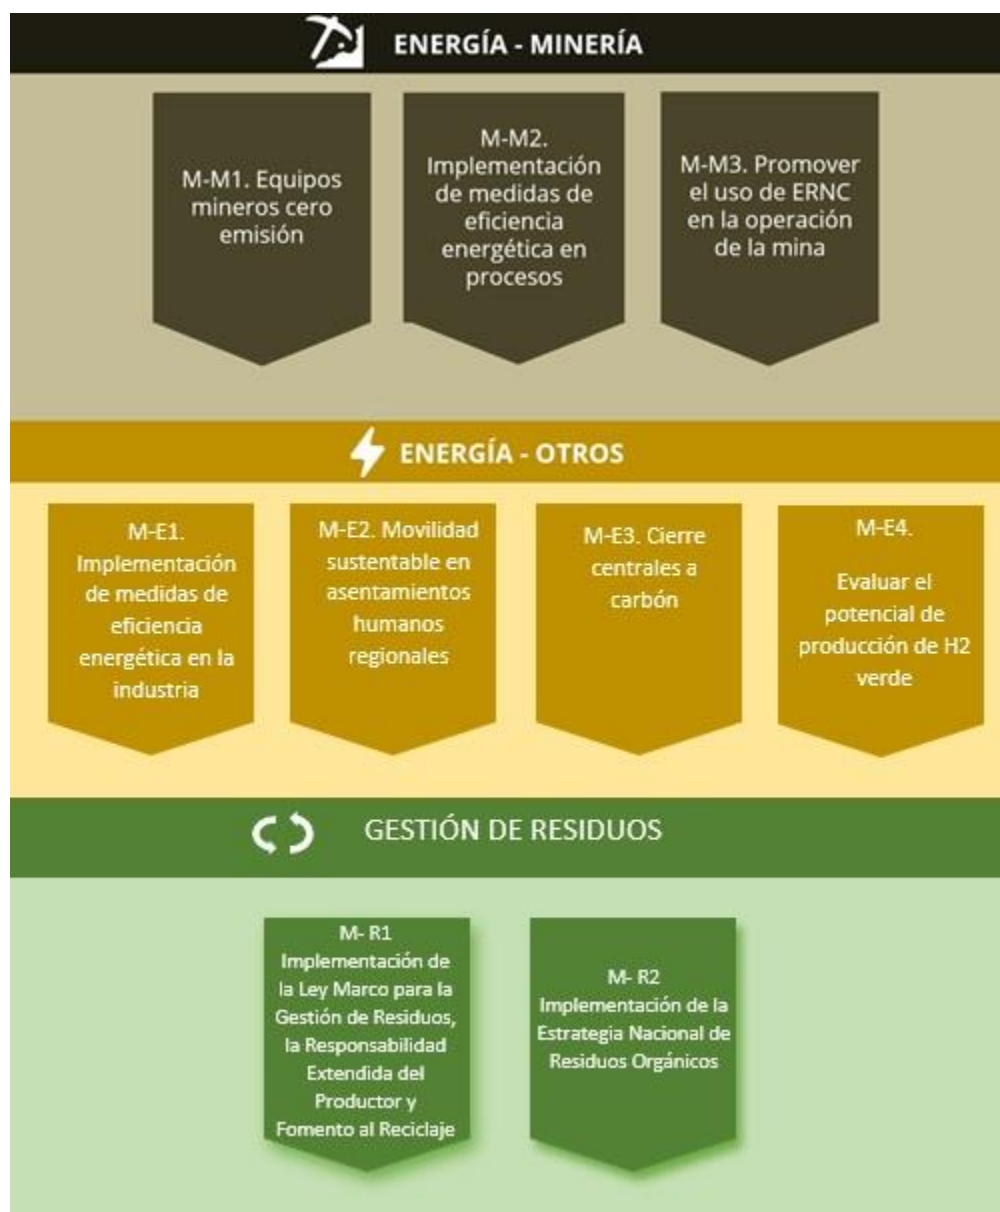 ENERGÍA - MINERÍA
M-M1. Equipos
mineros cero
emisión
M-M2.
Implementación
de medidas de
eficiencia
energética en
procesos
M-M3. Promover
el uso de ERNC
en la operación
de la mina
ENERGÍA - OTROS
M-E1.
Implementación
de medidas de
eficiencia
energética en la
industria
M-E2. Movilidad
sustentable en
asentamientos
humanos
regionales
M-E3. Cierre
centrales a
carbón
M-E4.
Evaluar el
potencial de
producción de H2
verde
GESTIÓN DE RESIDUOS
M- R1
Implementación de
la Ley Marco para la
Gestión de Residuos,
la Responsabilidad
Extendida del
Productor y
Fomento al Reciclaje
M- R2
Implementación de la
Estrategia Nacional de
Residuos Orgánicos